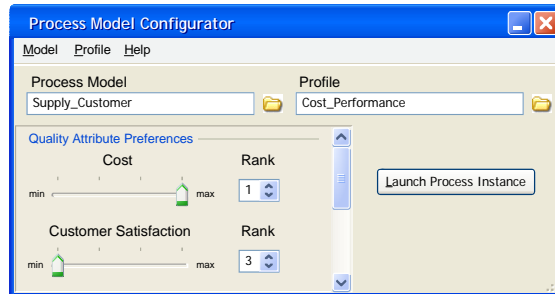 Process Model Configurator
Model Profile Help
Process Model Profile
Supply_Customer Cost_Performance
Quality Attribute Preferences
Cost Rank
min max 1
Launch Process Instance
Customer Satisfaction Rank
min max 3